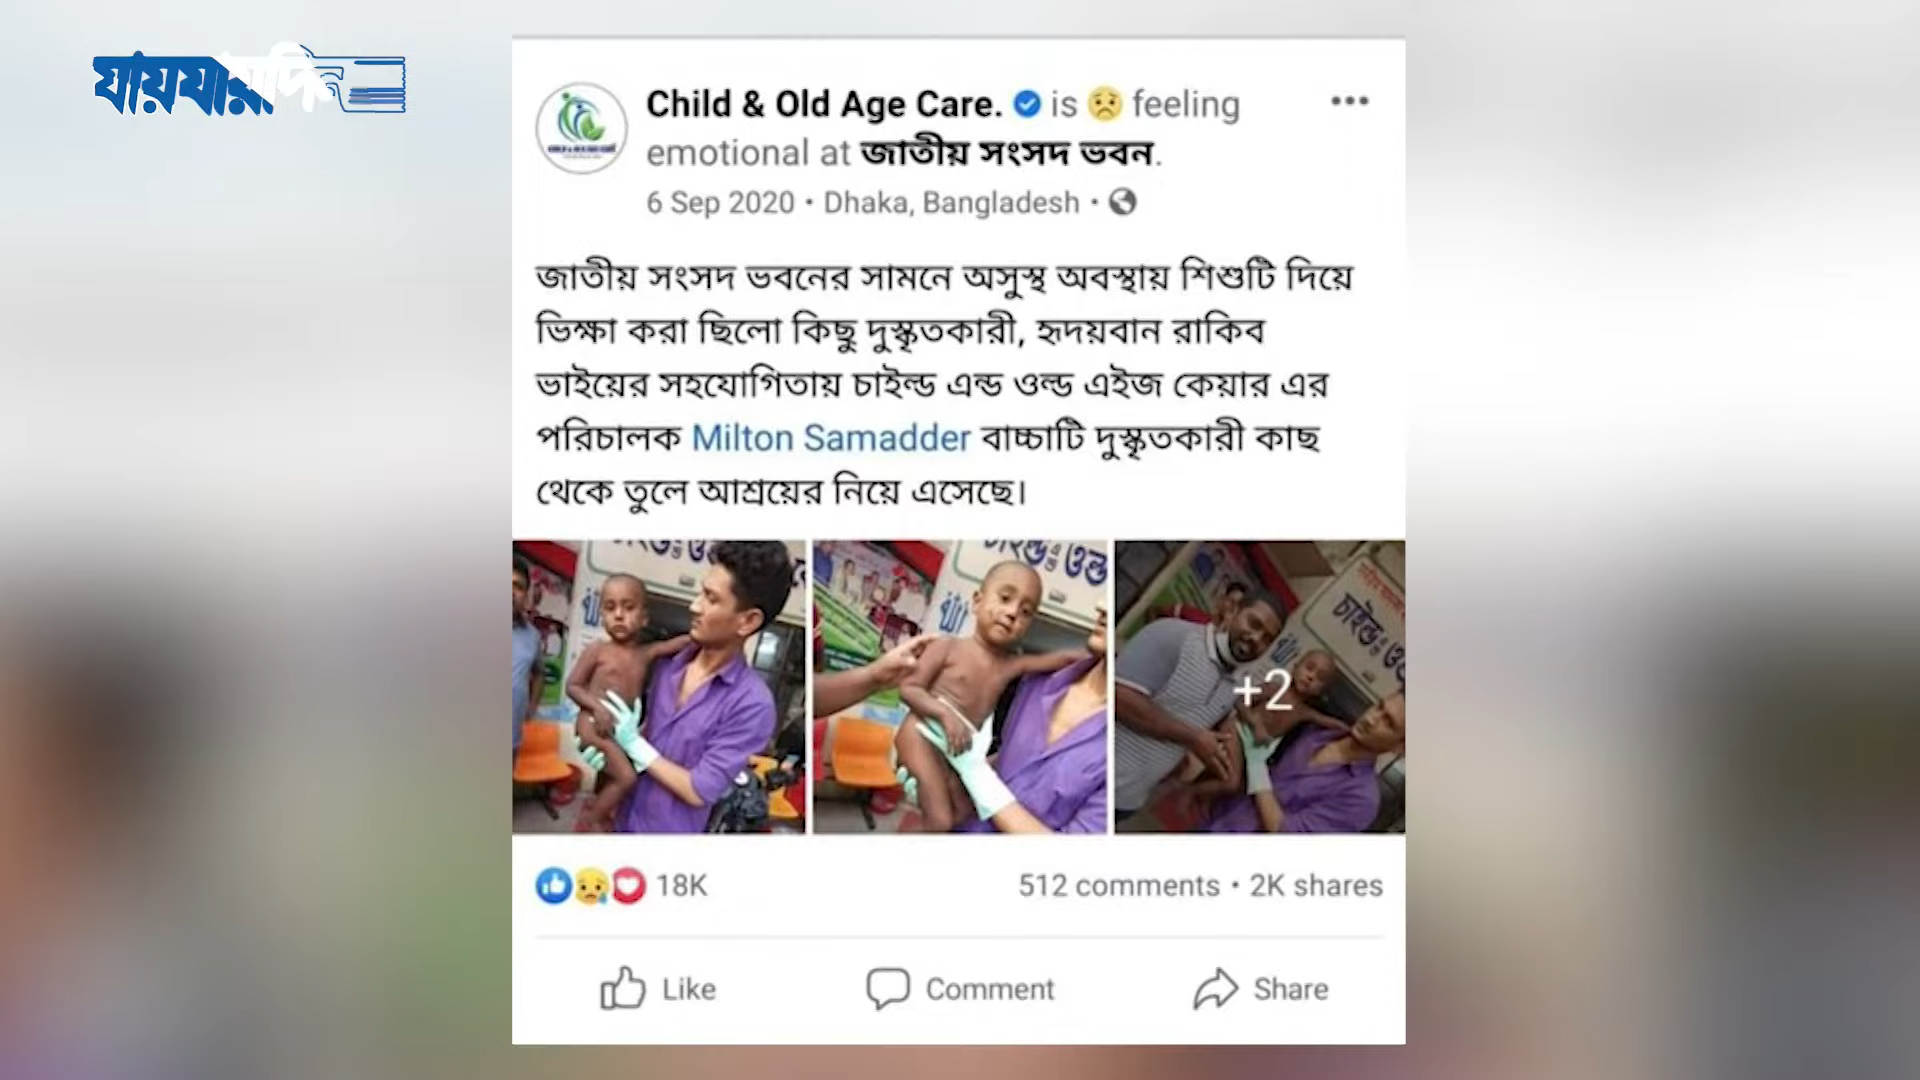 যায়যায়দিন
Child & Old Age Care. is feeling
emotional at জাতীয় সংসদ ভবন.
6 Sep 2020 • Dhaka, Bangladesh •
জাতীয় সংসদ ভবনের সামনে অসুস্থ অবস্থায় শিশুটি দিয়ে
ভিক্ষা করা ছিলো কিছু দুস্কৃতকারী, হৃদয়বান রাকিব
ভাইয়ের সহযোগিতায় চাইল্ড এন্ড ওল্ড এইজ কেয়ার এর
পরিচালক Milton Samadder বাচ্চাটি দুস্কৃতকারী কাছ
থেকে তুলে আশ্রয়ের নিয়ে এসেছে।
+2
18K
512 comments • 2K shares
Like
Comment
Share